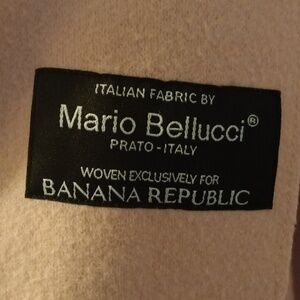 ITALIAN FABRIC BY
Mario Bellucci®
PRATO - ITALY
WOVEN EXCLUSIVELY FOR
BANANA REPUBLIC